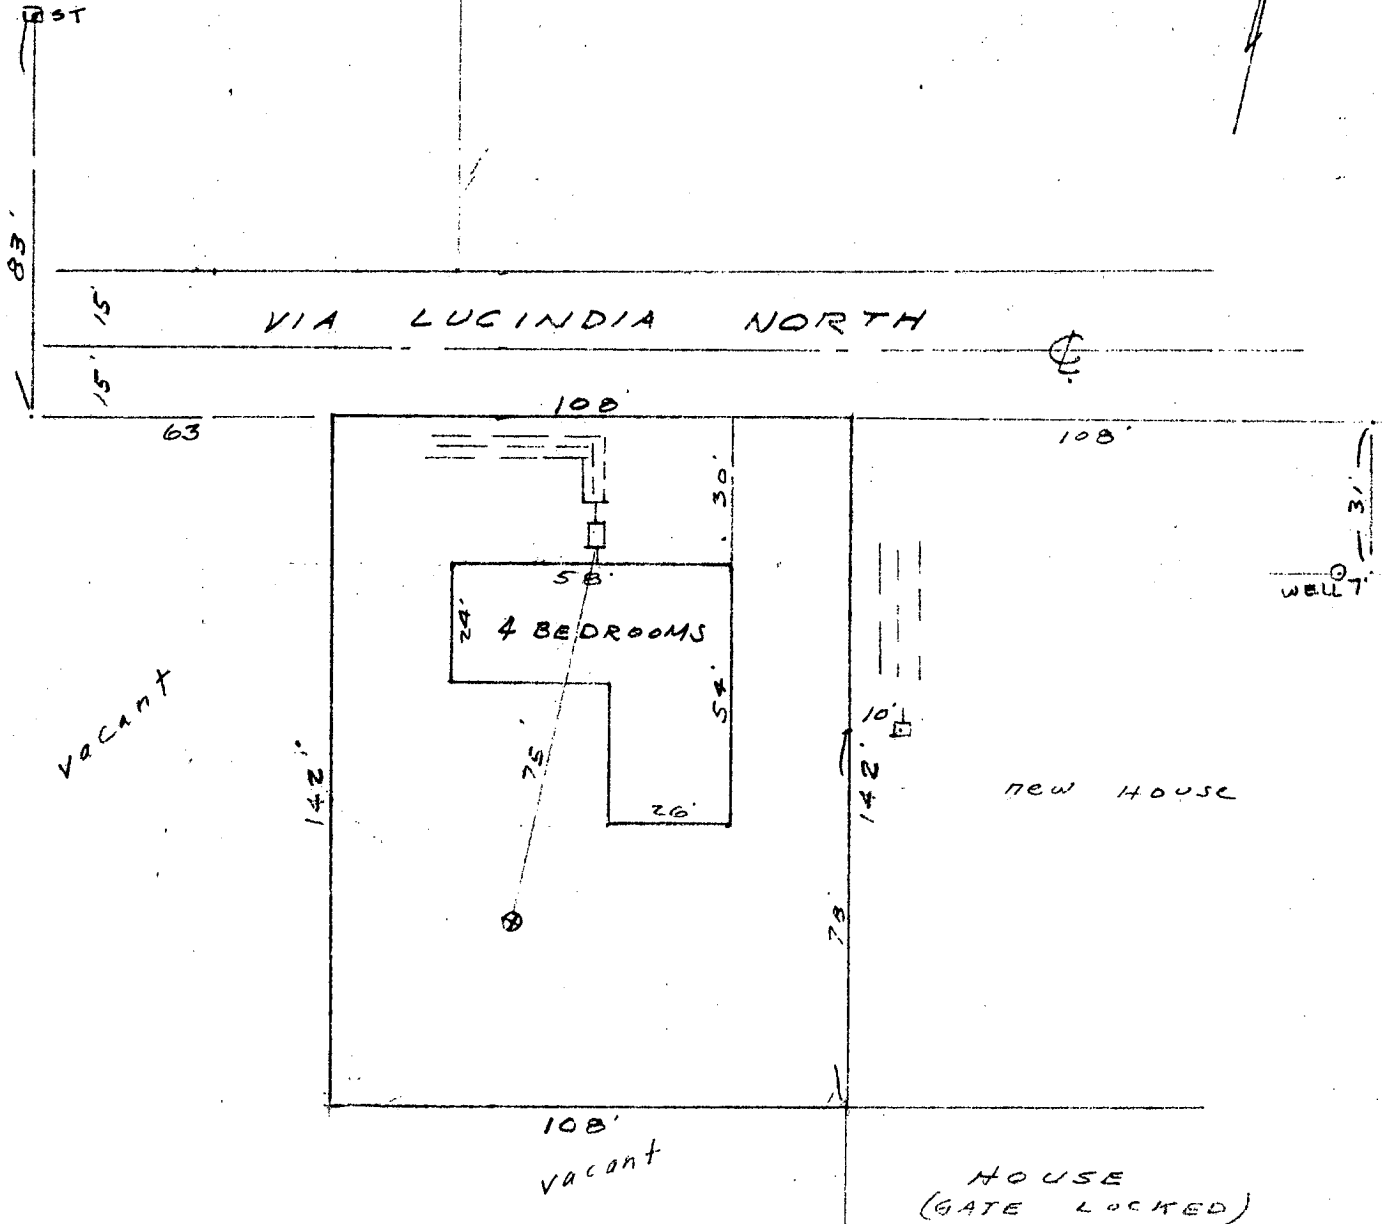 ST
83'
15'
VIA LUCINDIA NORTH
15'
℄
108'
63
108'
30'
31'
58'
WELL 7'
24'
4 BEDROOMS
54'
vacant
10'
75'
142'
142'
new HOUSE
26'
78'
108'
vacant
HOUSE
(GATE LOCKED)